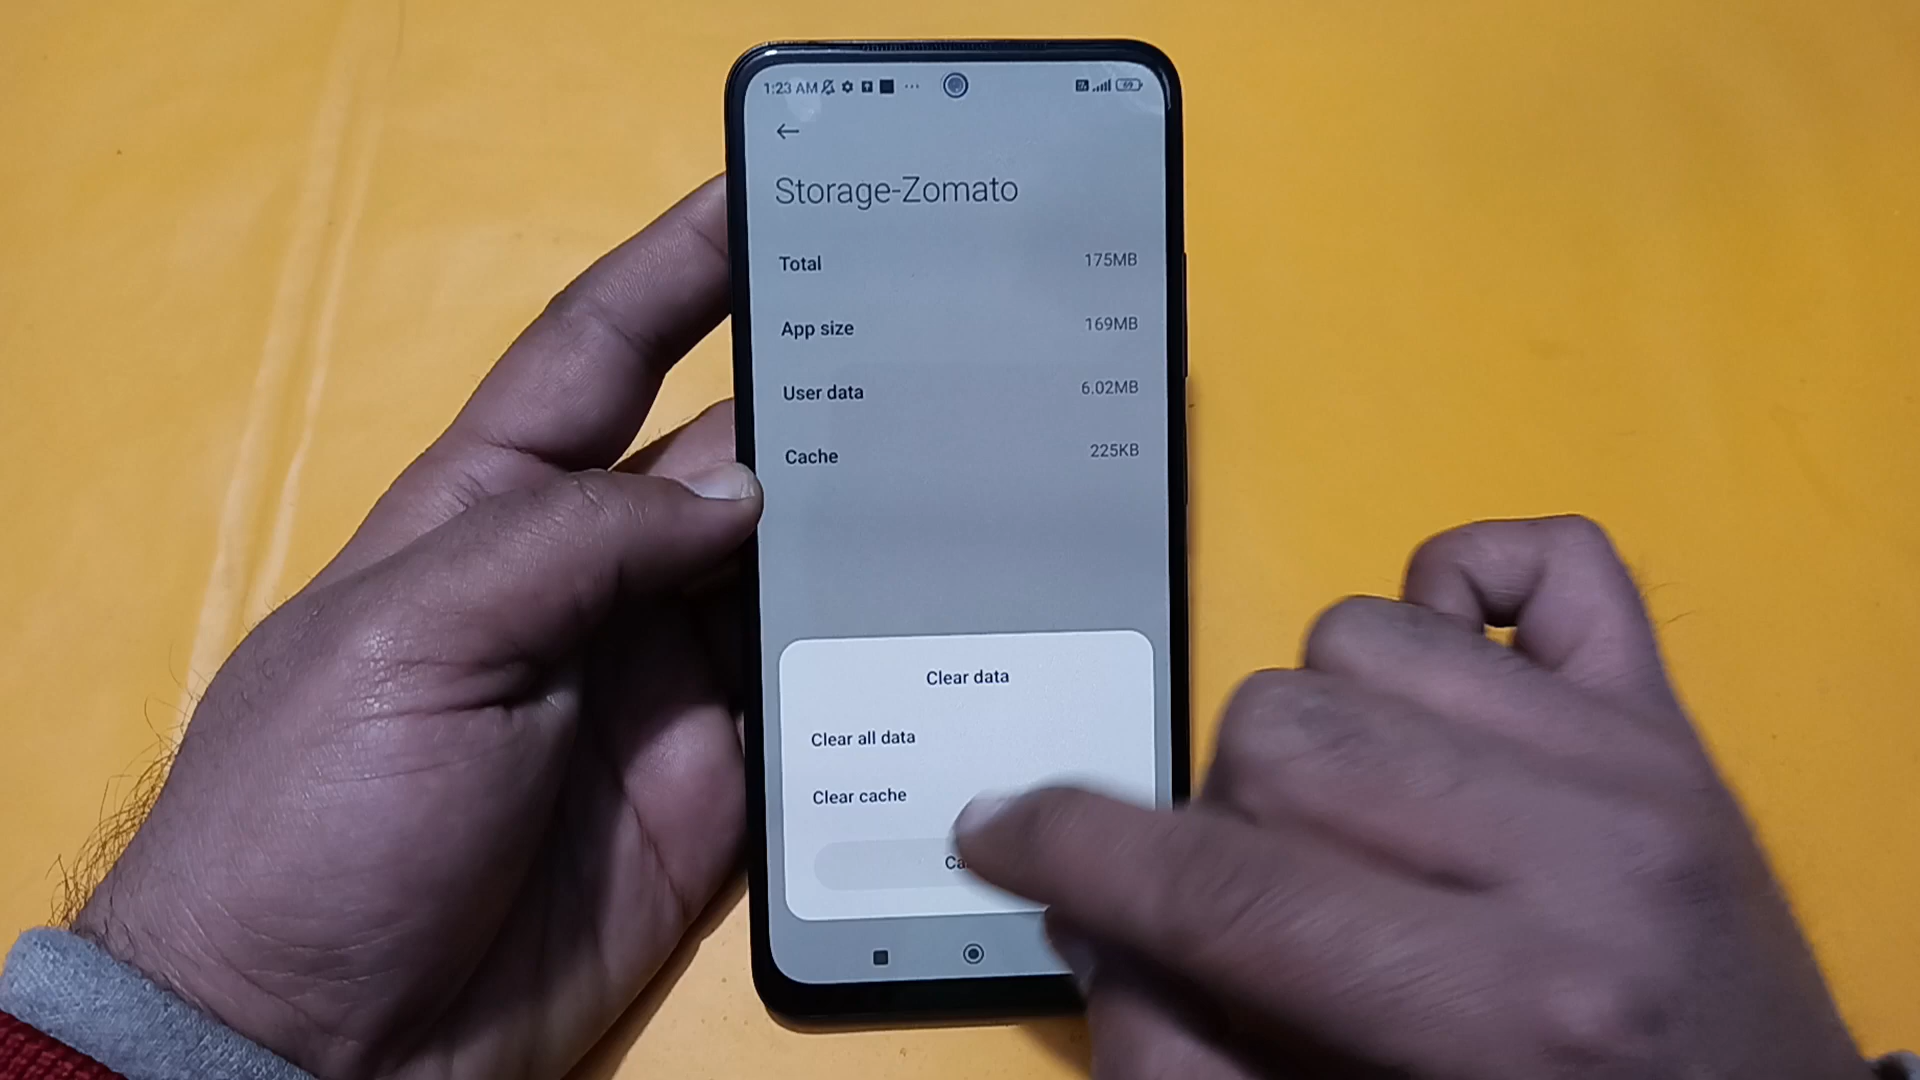 1:23 AM
Storage-Zomato
Total 175MB
App size 169MB
User data 6.02MB
Cache 225KB
Clear data
Clear all data
Clear cache